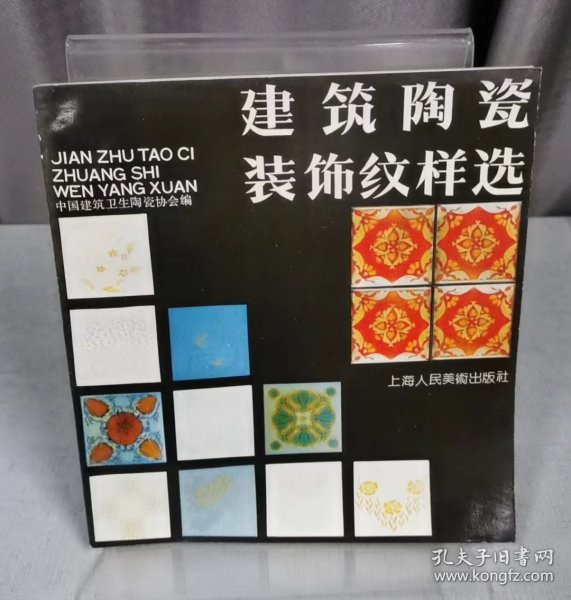 建筑陶瓷
装饰纹样选
JIAN ZHU TAO CI
ZHUANG SHI
WEN YANG XUAN
中国建筑卫生陶瓷协会编
上海人民美術出版社
孔夫子旧书网
www.kongfz.com